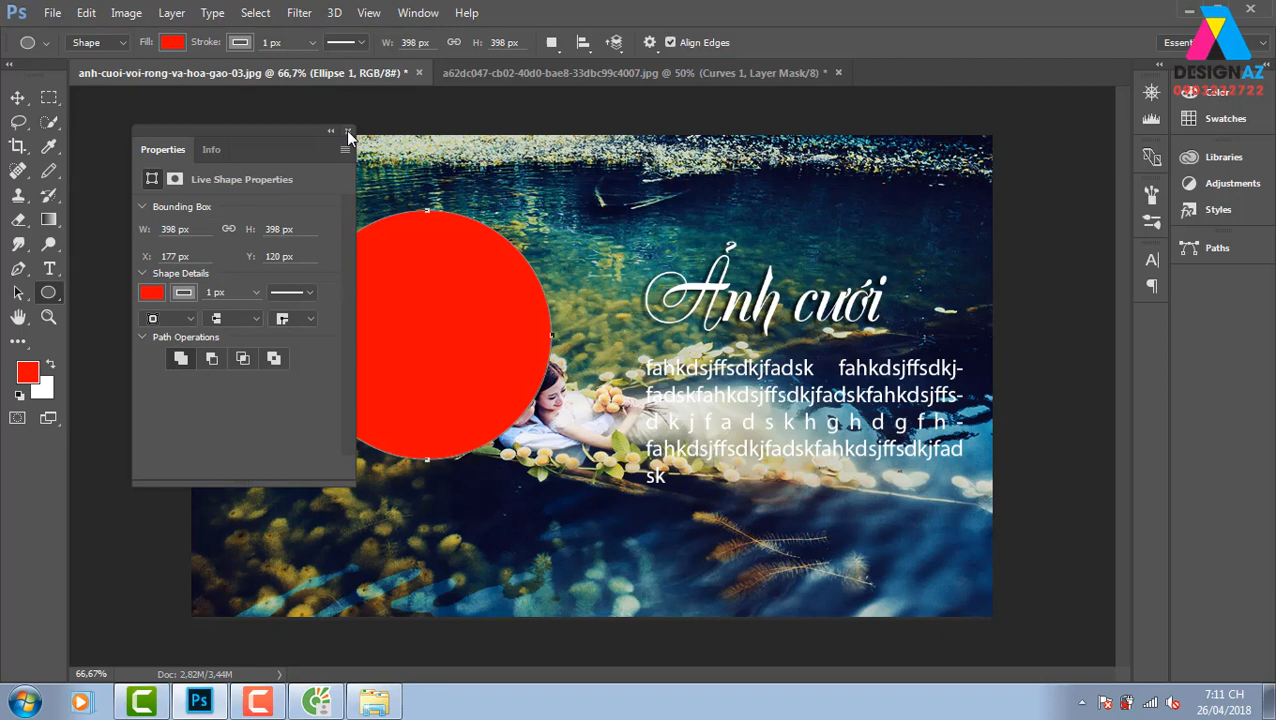 Ps File Edit Image Layer Type Select Filter 3D View Window Help
Shape Fill: Stroke: 1 px W: 398 px H: 398 px Align Edges Essent
DESIGNAZ
anh-cuoi-voi-rong-va-hoa-gao-03.jpg @ 66,7% (Ellipse 1, RGB/8#) * a62dc047-cb02-40d0-bae8-33dbc99c4007.jpg @ 50% (Curves 1, Layer Mask/8) *
Color
Swatches
Libraries
Adjustments
Styles
Paths
Properties Info
Live Shape Properties
Bounding Box
W: 398 px H: 398 px
X: 177 px Y: 120 px
Shape Details
1 px
Path Operations
Ảnh cưới
fahkdsjffsdkjfadsk fahkdsjffsdkj-
fadskfahkdsjffsdkjfadskfahkdsjffs-
dkjfadskhghdgfh-
fahkdsjffsdkjfadskfahkdsjffsdkjfad
sk
66,67% Doc: 2,82M/3,44M
Ps
7:11 CH
26/04/2018